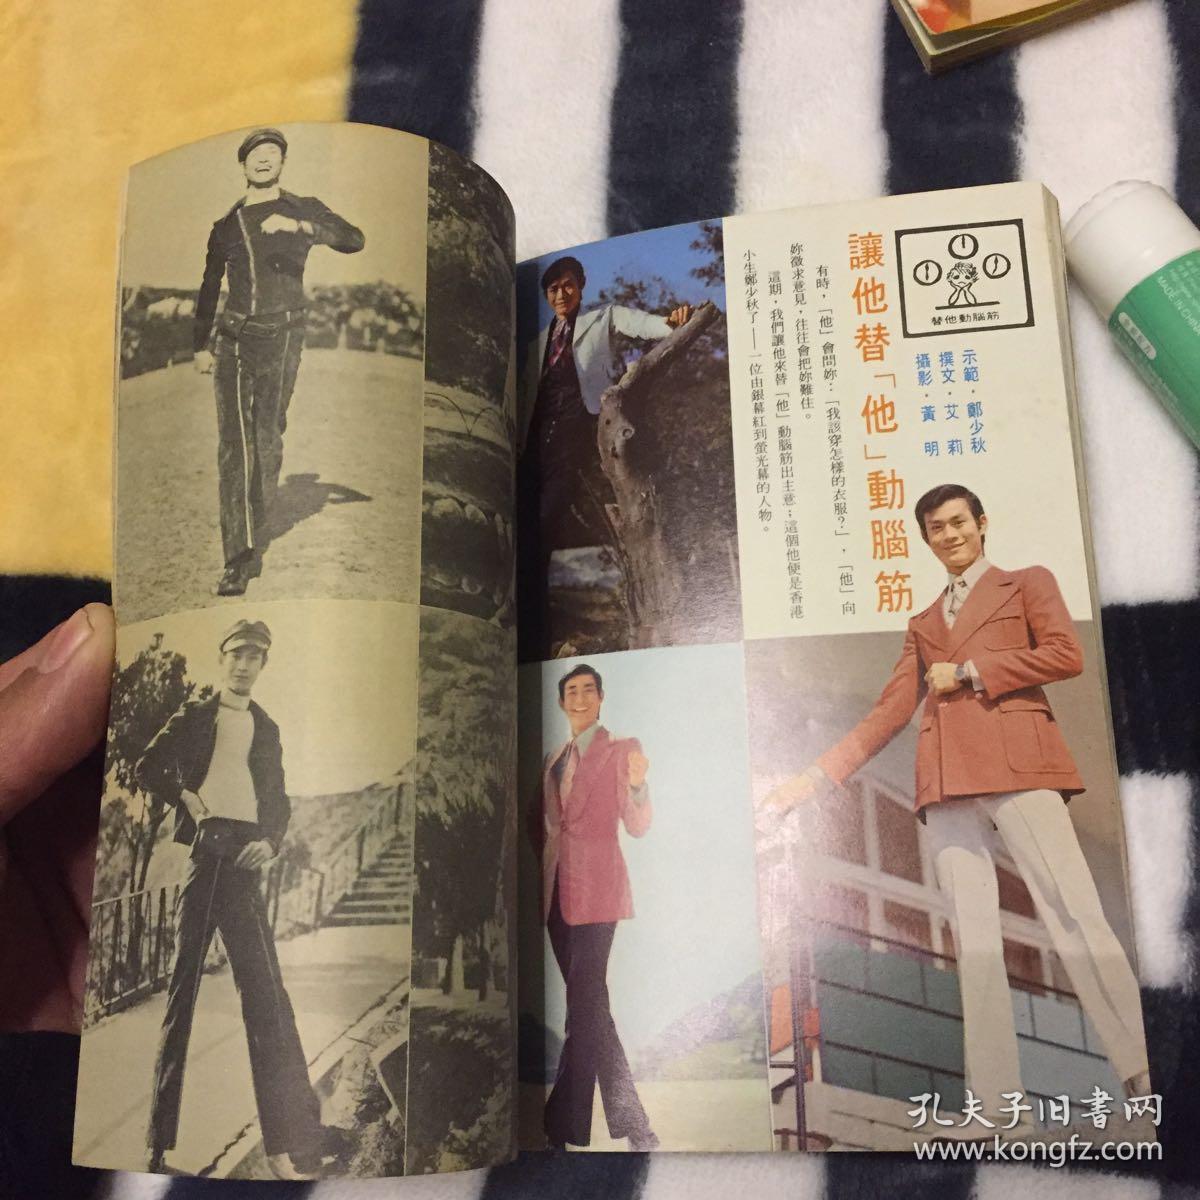 替他動腦筋
讓他替「他」動腦筋
示範・鄭少秋
撰文・艾莉
攝影・黃明
有時，「他」會問妳：「我該穿怎樣的衣服？」，「他」向
妳徵求意見，往往會把妳難住。
這期，我們讓他來替「他」動腦筋出主意；這個他便是香港
小生鄭少秋了——一位由銀幕紅到螢光幕的人物。
MADE IN CHINA
孔夫子旧書网
www.kongfz.com